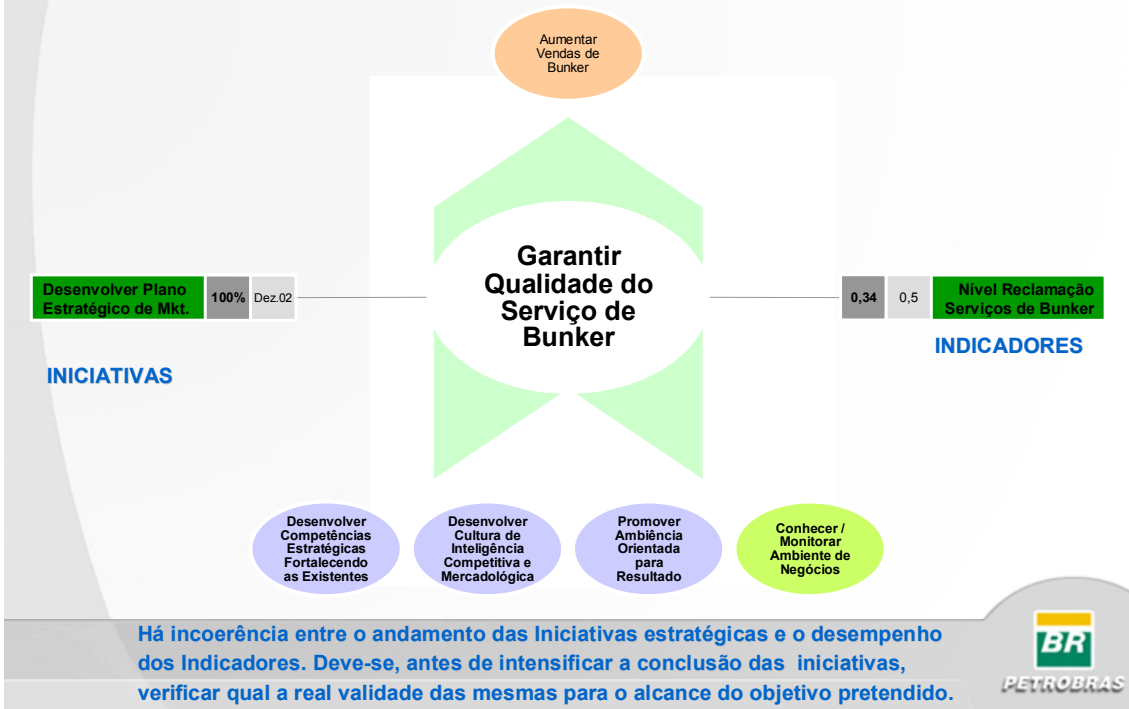 Aumentar
Vendas de
Bunker
Garantir
Qualidade do
Serviço de
Bunker
Desenvolver Plano
Estratégico de Mkt.
100%
Dez.02
0,34
0,5
Nível Reclamação
Serviços de Bunker
INICIATIVAS
INDICADORES
Desenvolver
Competências
Estratégicas
Fortalecendo
as Existentes
Desenvolver
Cultura de
Inteligência
Competitiva e
Mercadológica
Promover
Ambiência
Orientada
para
Resultado
Conhecer /
Monitorar
Ambiente de
Negócios
Há incoerência entre o andamento das Iniciativas estratégicas e o desempenho
dos Indicadores. Deve-se, antes de intensificar a conclusão das iniciativas,
verificar qual a real validade das mesmas para o alcance do objetivo pretendido.
BR
PETROBRAS